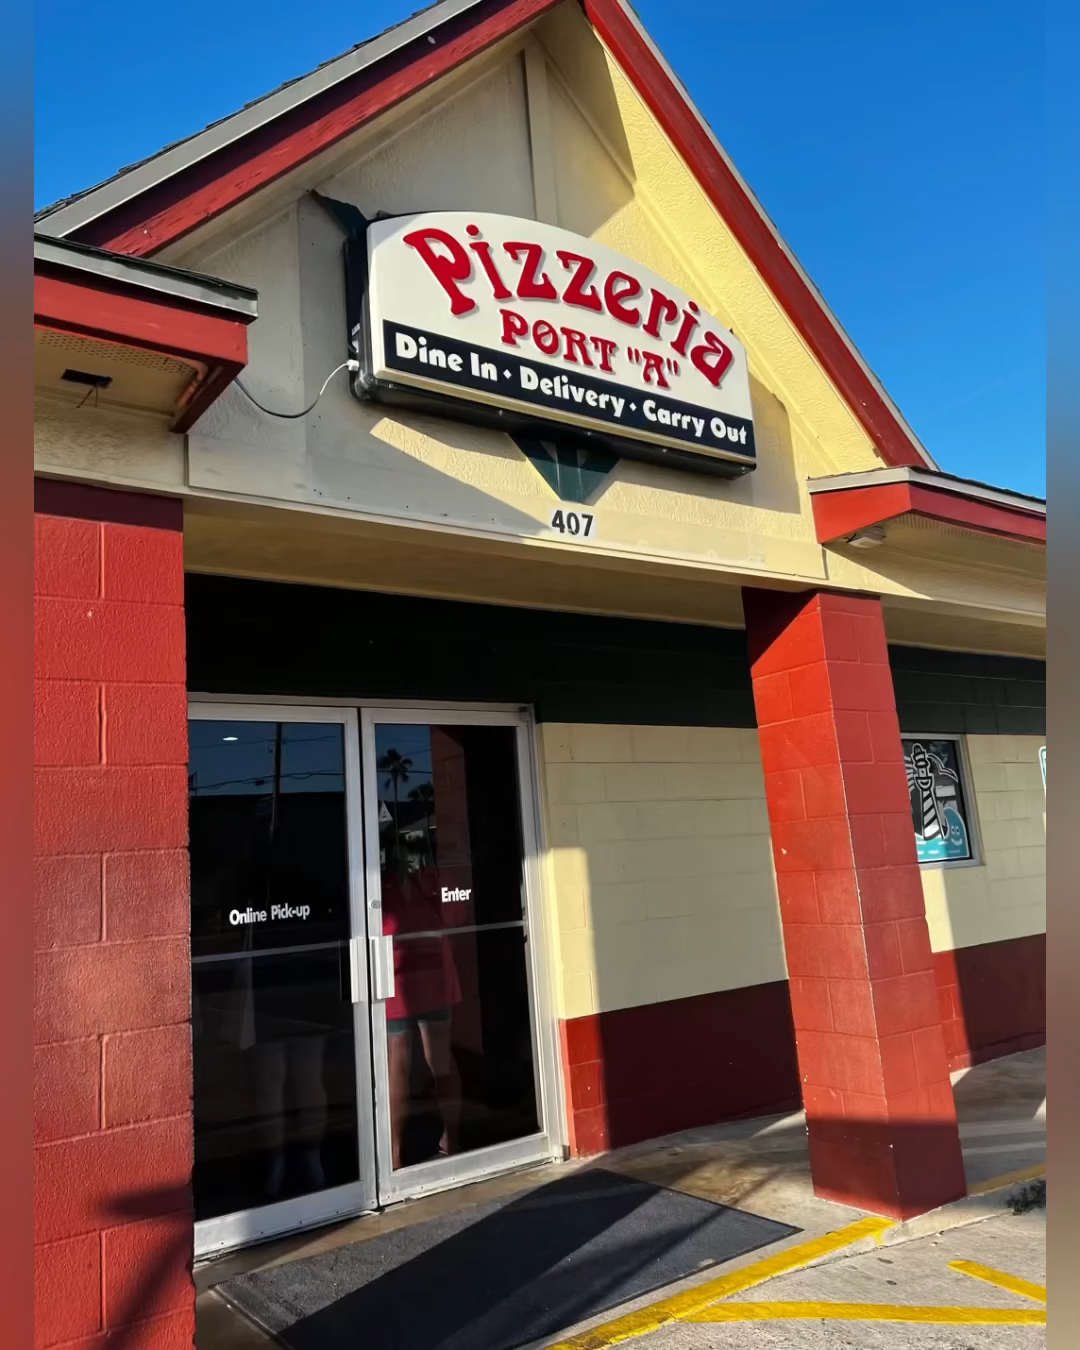 Pizzeria
PORT "A"
Dine In · Delivery · Carry Out
407
Online Pick-up
Enter